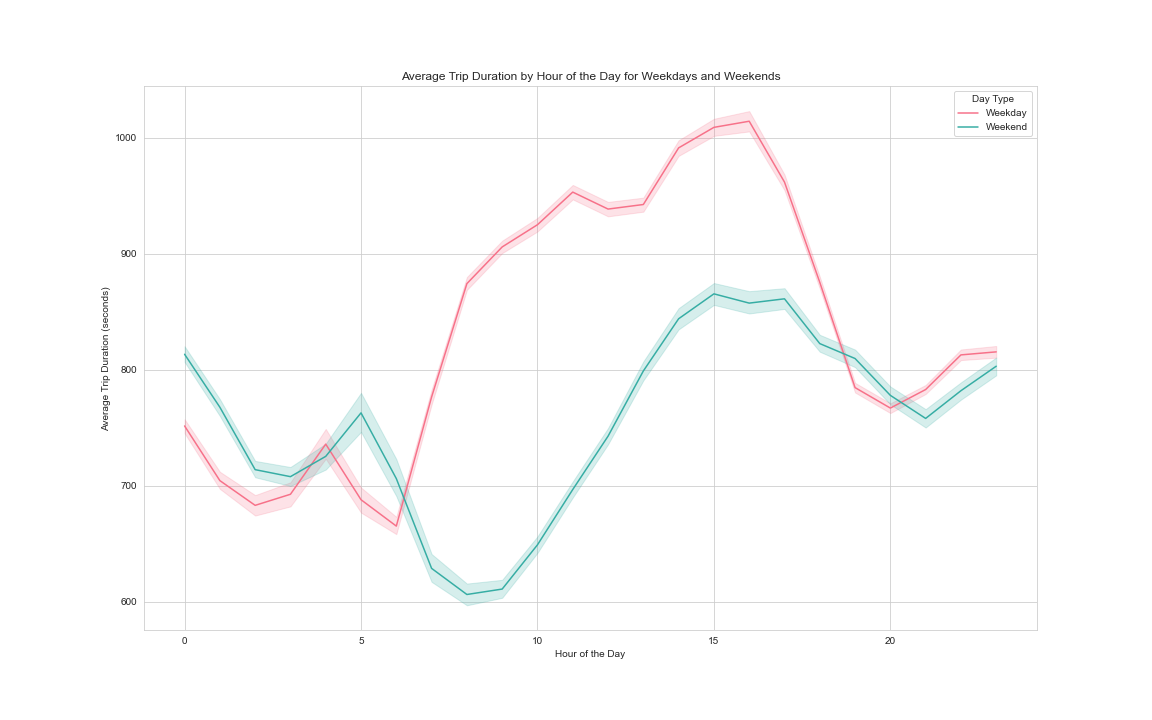 Average Trip Duration by Hour of the Day for Weekdays and Weekends
Day Type
Weekday
Weekend
1000
900
800
700
600
Average Trip Duration (seconds)
0 5 10 15 20
Hour of the Day